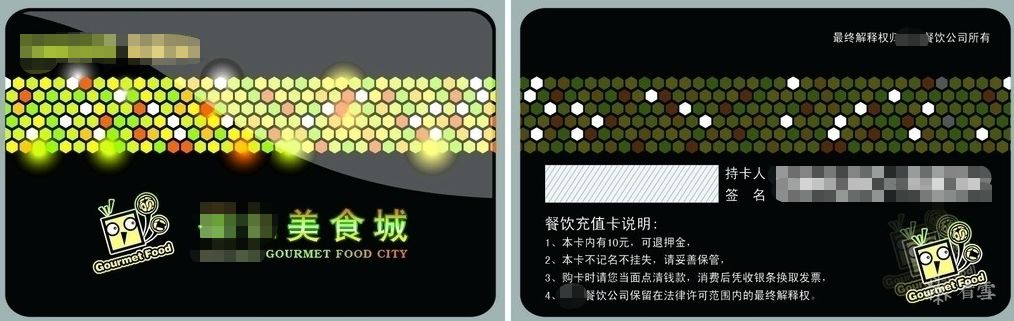 美食城
GOURMET FOOD CITY
Gourmet Food
最终解释权归餐饮公司所有
持卡人
签 名
餐饮充值卡说明：
1、本卡内有10元，可退押金，
2、本卡不记名不挂失，请妥善保管，
3、购卡时请您当面点清钱款，消费后凭收银条换取发票，
4、餐饮公司保留在法律许可范围内的最终解释权。
Gourmet Food
看雪